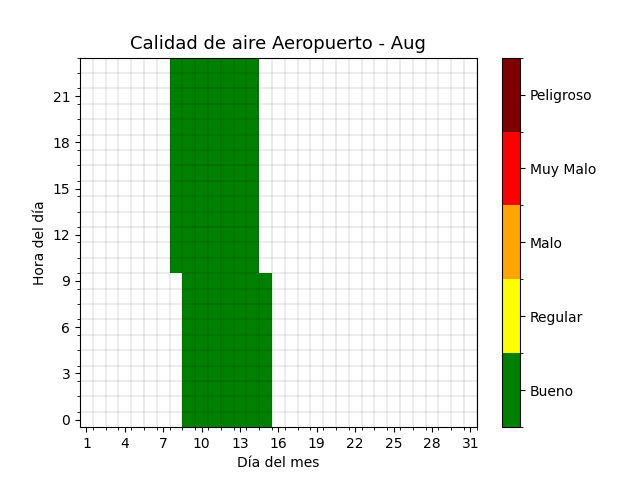 Calidad de aire Aeropuerto - Aug
Hora del día
21
18
15
12
9
6
3
0
1 4 7 10 13 16 19 22 25 28 31
Día del mes
Peligroso
Muy Malo
Malo
Regular
Bueno